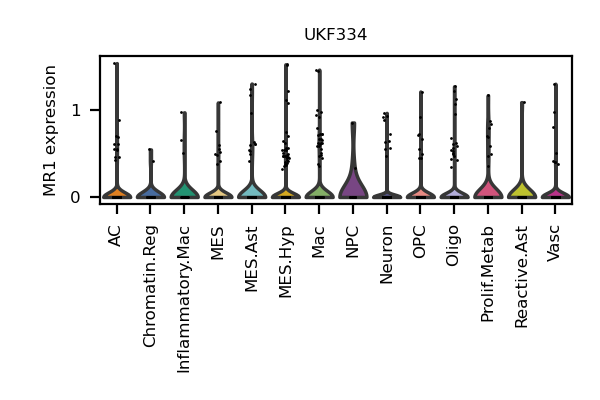 UKF334
MR1 expression
1
0
AC
Chromatin.Reg
Inflammatory.Mac
MES
MES.Ast
MES.Hyp
Mac
NPC
Neuron
OPC
Oligo
Prolif.Metab
Reactive.Ast
Vasc